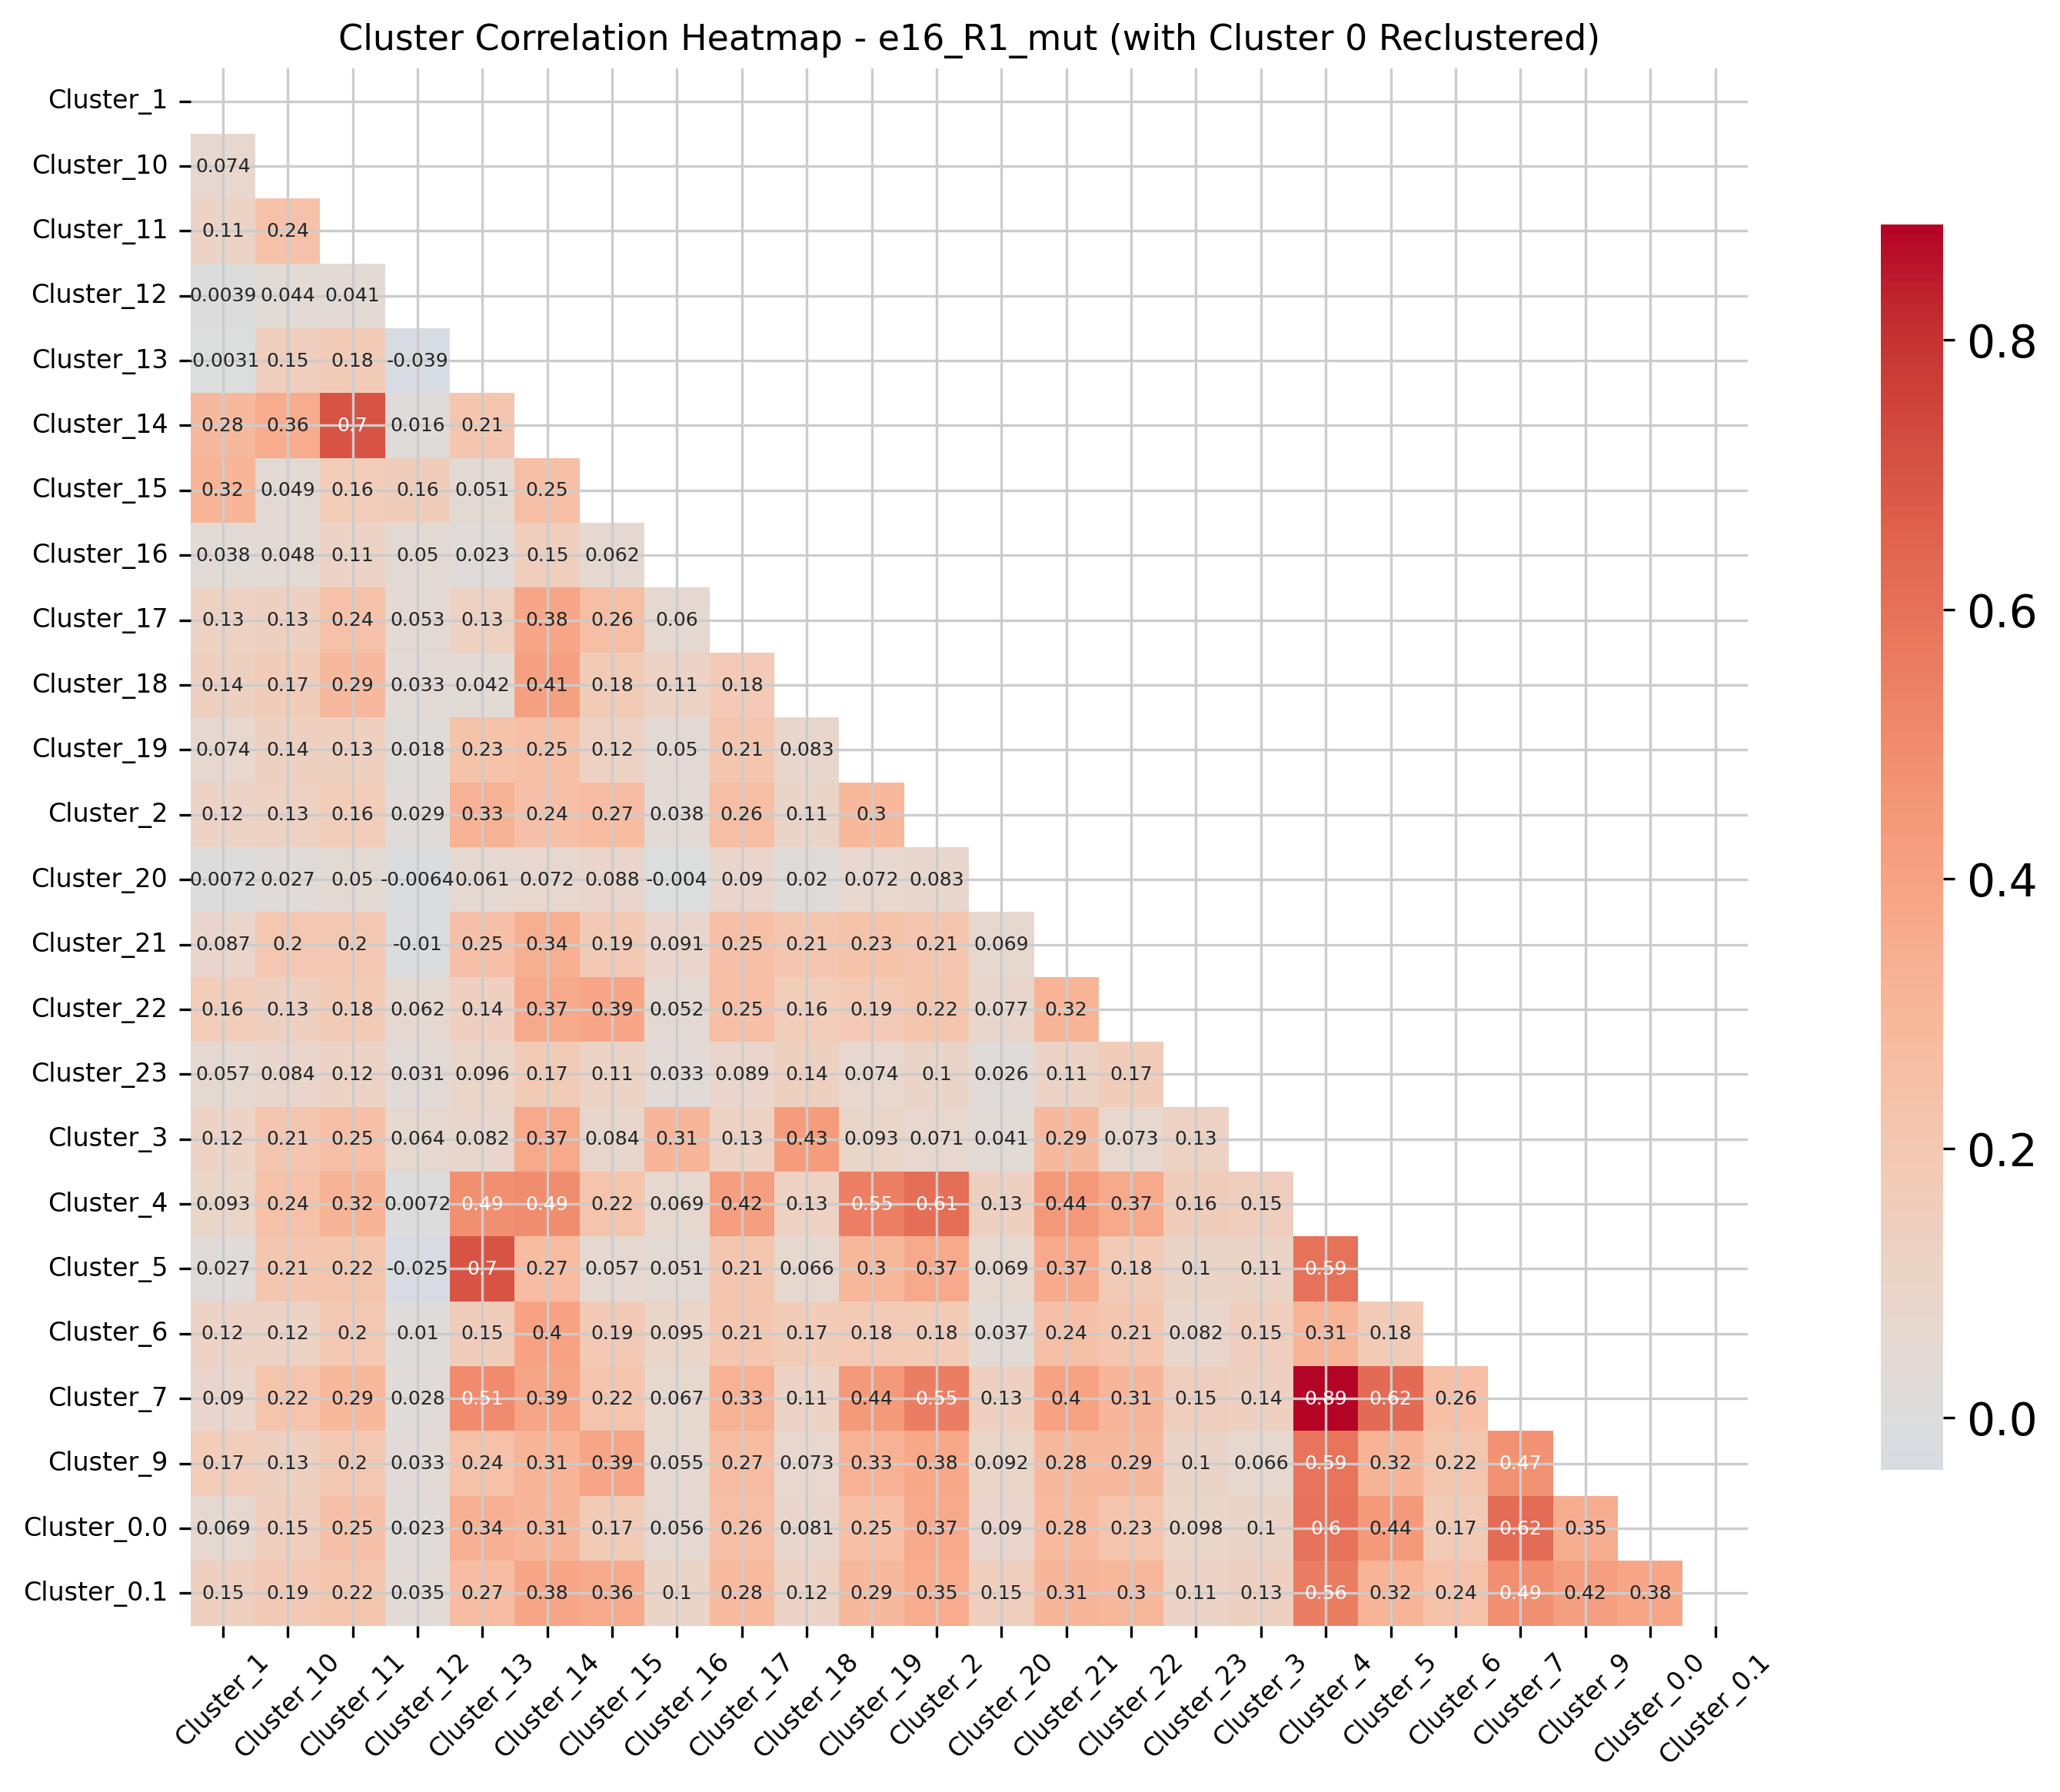 Cluster Correlation Heatmap - e16_R1_mut (with Cluster 0 Reclustered)
Cluster_1
Cluster_10 0.074
Cluster_11 0.11 0.24
Cluster_12 0.0039 0.044 0.041
Cluster_13 -0.0031 0.15 0.18 -0.039
Cluster_14 0.28 0.36 0.7 0.016 0.21
Cluster_15 0.32 0.049 0.16 0.16 0.051 0.25
Cluster_16 0.038 0.048 0.11 0.05 0.023 0.15 0.062
Cluster_17 0.13 0.13 0.24 0.053 0.13 0.38 0.26 0.06
Cluster_18 0.14 0.17 0.29 0.033 0.042 0.41 0.18 0.11 0.18
Cluster_19 0.074 0.14 0.13 0.018 0.23 0.25 0.12 0.05 0.21 0.083
Cluster_2 0.12 0.13 0.16 0.029 0.33 0.24 0.27 0.038 0.26 0.11 0.3
Cluster_20 0.0072 0.027 0.05 -0.0064 0.061 0.072 0.088 -0.004 0.09 0.02 0.072 0.083
Cluster_21 0.087 0.2 0.2 -0.01 0.25 0.34 0.19 0.091 0.25 0.21 0.23 0.21 0.069
Cluster_22 0.16 0.13 0.18 0.062 0.14 0.37 0.39 0.052 0.25 0.16 0.19 0.22 0.077 0.32
Cluster_23 0.057 0.084 0.12 0.031 0.096 0.17 0.11 0.033 0.089 0.14 0.074 0.1 0.026 0.11 0.17
Cluster_3 0.12 0.21 0.25 0.064 0.082 0.37 0.084 0.31 0.13 0.43 0.093 0.071 0.041 0.29 0.073 0.13
Cluster_4 0.093 0.24 0.32 0.0072 0.49 0.49 0.22 0.069 0.42 0.13 0.55 0.61 0.13 0.44 0.37 0.16 0.15
Cluster_5 0.027 0.21 0.22 -0.025 0.7 0.27 0.057 0.051 0.21 0.066 0.3 0.37 0.069 0.37 0.18 0.1 0.11 0.59
Cluster_6 0.12 0.12 0.2 0.01 0.15 0.4 0.19 0.095 0.21 0.17 0.18 0.18 0.037 0.24 0.21 0.082 0.15 0.31 0.18
Cluster_7 0.09 0.22 0.29 0.028 0.51 0.39 0.22 0.067 0.33 0.11 0.44 0.55 0.13 0.4 0.31 0.15 0.14 0.89 0.62 0.26
Cluster_9 0.17 0.13 0.2 0.033 0.24 0.31 0.39 0.055 0.27 0.073 0.33 0.38 0.092 0.28 0.29 0.1 0.066 0.59 0.32 0.22 0.47
Cluster_0.0 0.069 0.15 0.25 0.023 0.34 0.31 0.17 0.056 0.26 0.081 0.25 0.37 0.09 0.28 0.23 0.098 0.1 0.6 0.44 0.17 0.62 0.35
Cluster_0.1 0.15 0.19 0.22 0.035 0.27 0.38 0.36 0.1 0.28 0.12 0.29 0.35 0.15 0.31 0.3 0.11 0.13 0.56 0.32 0.24 0.49 0.42 0.38
Cluster_1
Cluster_10
Cluster_11
Cluster_12
Cluster_13
Cluster_14
Cluster_15
Cluster_16
Cluster_17
Cluster_18
Cluster_19
Cluster_2
Cluster_20
Cluster_21
Cluster_22
Cluster_23
Cluster_3
Cluster_4
Cluster_5
Cluster_6
Cluster_7
Cluster_9
Cluster_0.0
Cluster_0.1
0.8
0.6
0.4
0.2
0.0